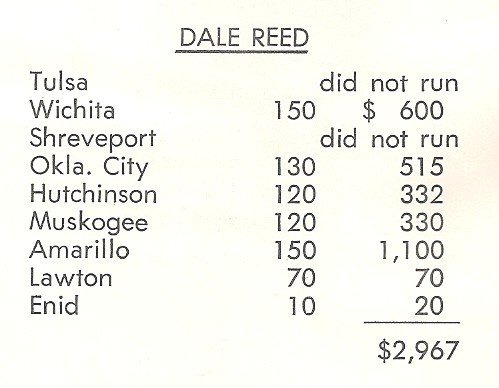 DALE REED
Tulsa did not run
Wichita 150 $ 600
Shreveport did not run
Okla. City 130 515
Hutchinson 120 332
Muskogee 120 330
Amarillo 150 1,100
Lawton 70 70
Enid 10 20
$2,967